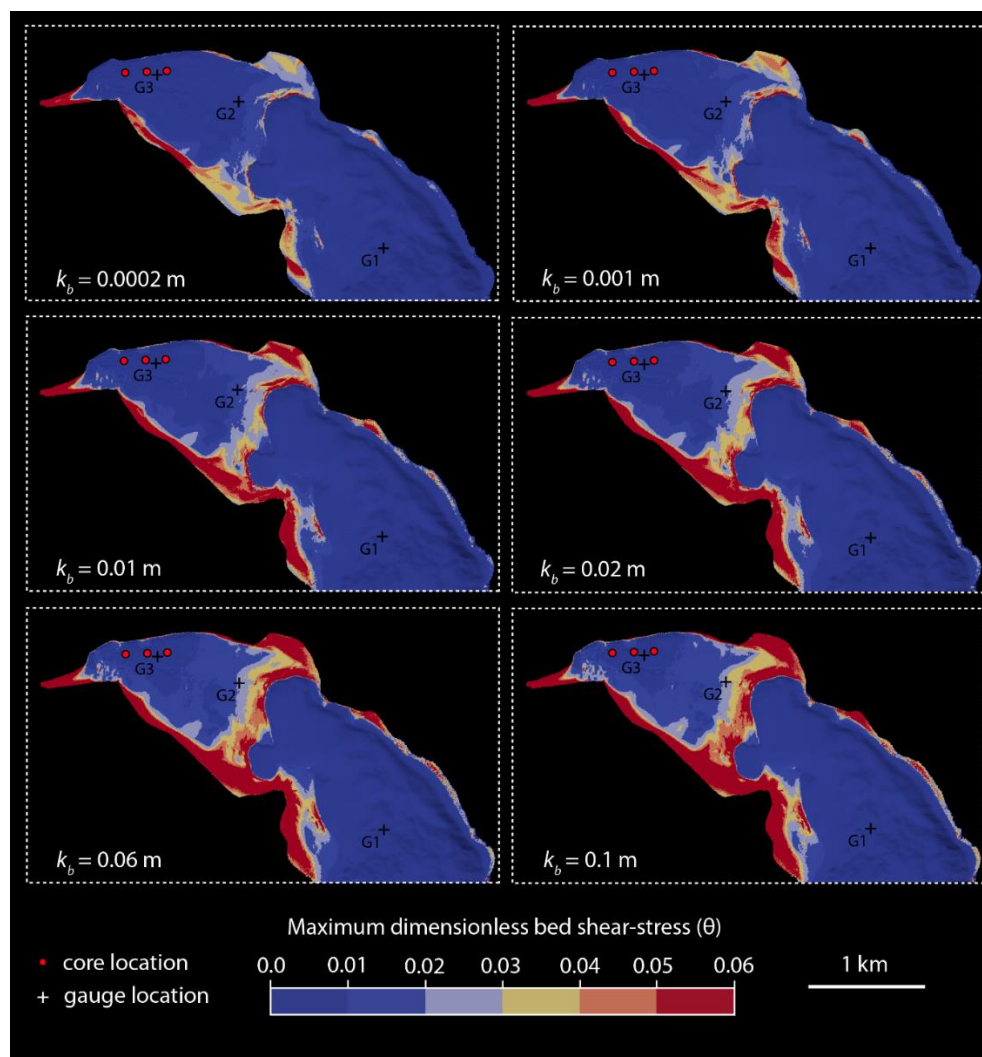 G3
G2
G1
k_b = 0.0002 m
G3
G2
G1
k_b = 0.001 m
G3
G2
G1
k_b = 0.01 m
G3
G2
G1
k_b = 0.02 m
G3
G2
G1
k_b = 0.06 m
G3
G2
G1
k_b = 0.1 m
Maximum dimensionless bed shear-stress (θ)
core location
gauge location
0.0 0.01 0.02 0.03 0.04 0.05 0.06
1 km